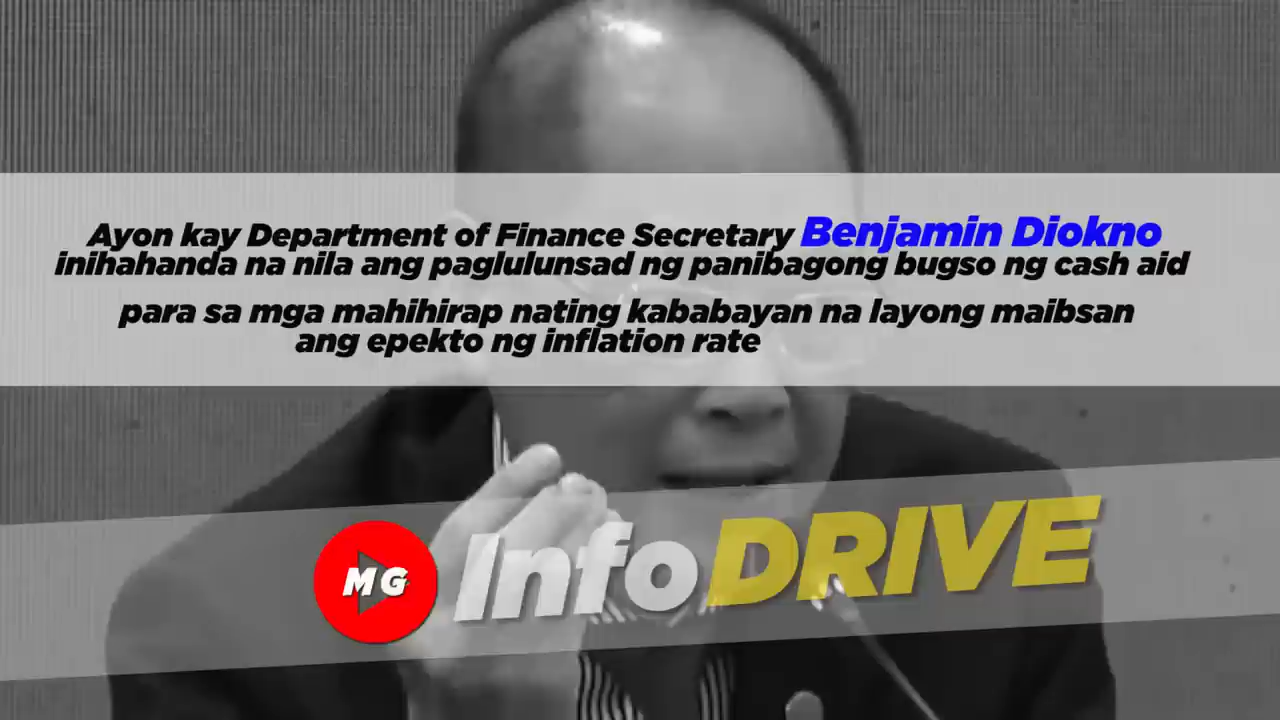 Ayon kay Department of Finance Secretary Benjamin Diokno
inihahanda na nila ang paglulunsad ng panibagong bugso ng cash aid
para sa mga mahihirap nating kababayan na layong maibsan
ang epekto ng inflation rate
MG InfoDRIVE